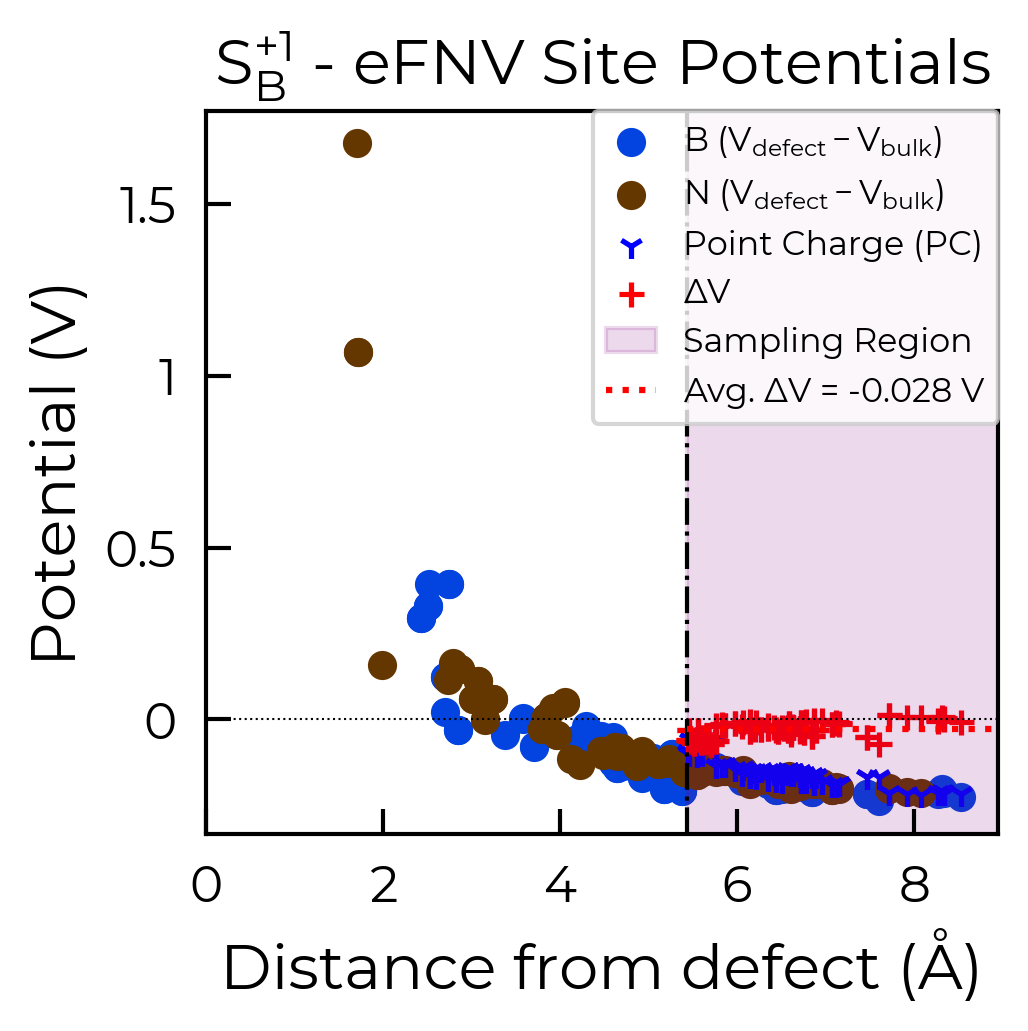 S_B^{+1} - eFNV Site Potentials
B (V_defect − V_bulk)
N (V_defect − V_bulk)
Point Charge (PC)
ΔV
Sampling Region
Avg. ΔV = -0.028 V
Potential (V)
1.5
1
0.5
0
0 2 4 6 8
Distance from defect (Å)